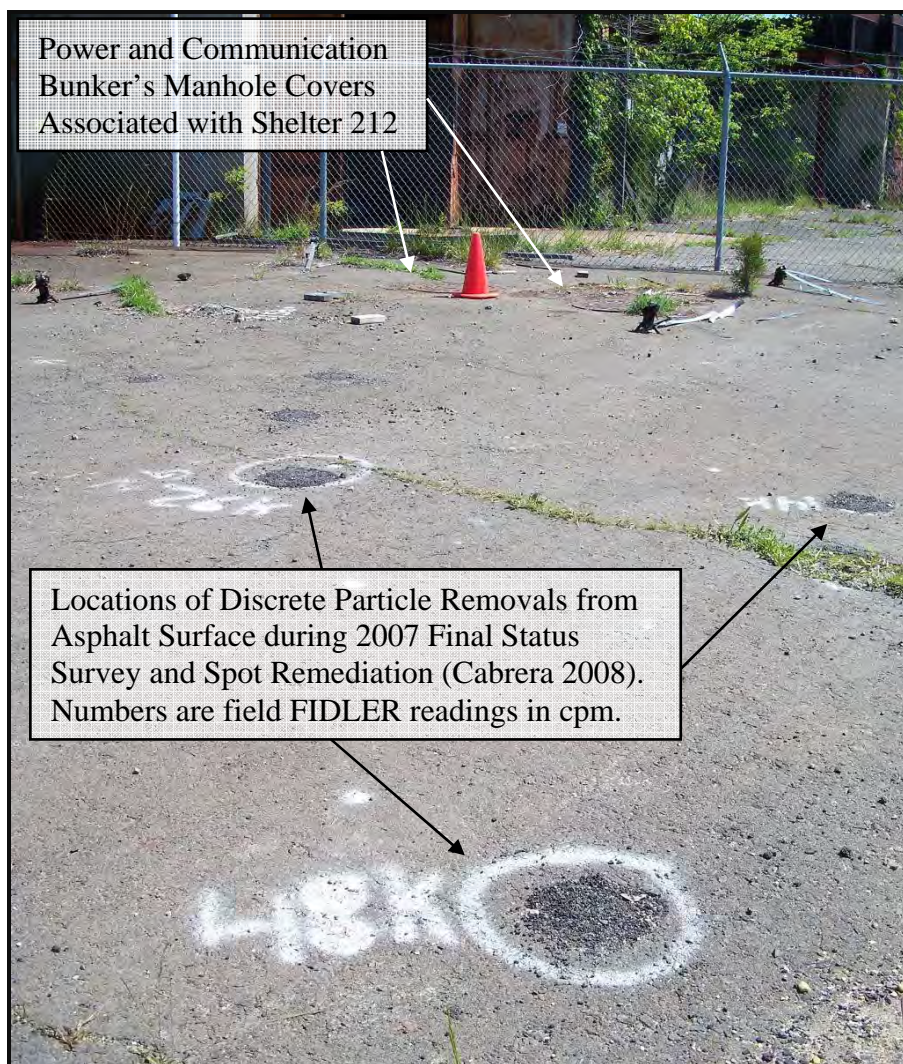 Power and Communication
Bunker's Manhole Covers
Associated with Shelter 212
Locations of Discrete Particle Removals from
Asphalt Surface during 2007 Final Status
Survey and Spot Remediation (Cabrera 2008).
Numbers are field FIDLER readings in cpm.
48K